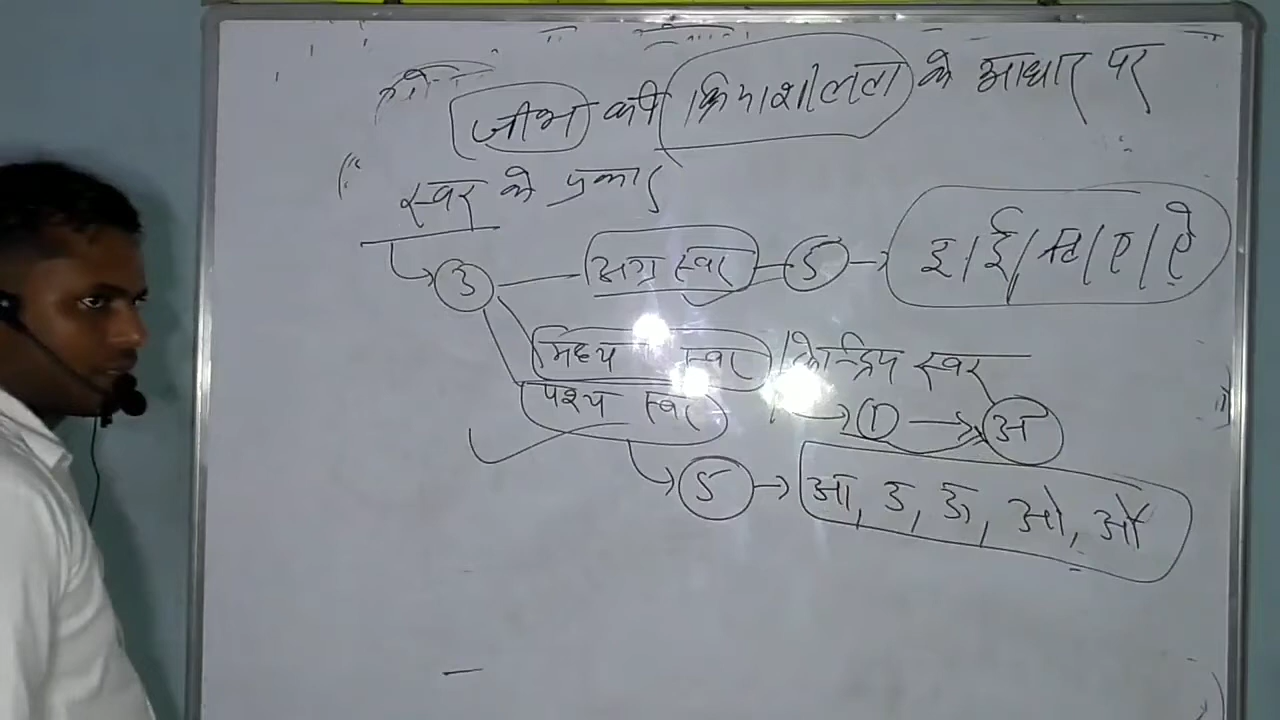 जीभ की क्रियाशीलता के आधार पर
स्वर के प्रकार
3 — अग्र स्वर — 5 → इ/ई/ऋ/ए/ऐ
मध्य स्वर / केन्द्रिय स्वर
→ 1 → अ
पश्च स्वर
→ 5 → आ, उ, ऊ, ओ, औ